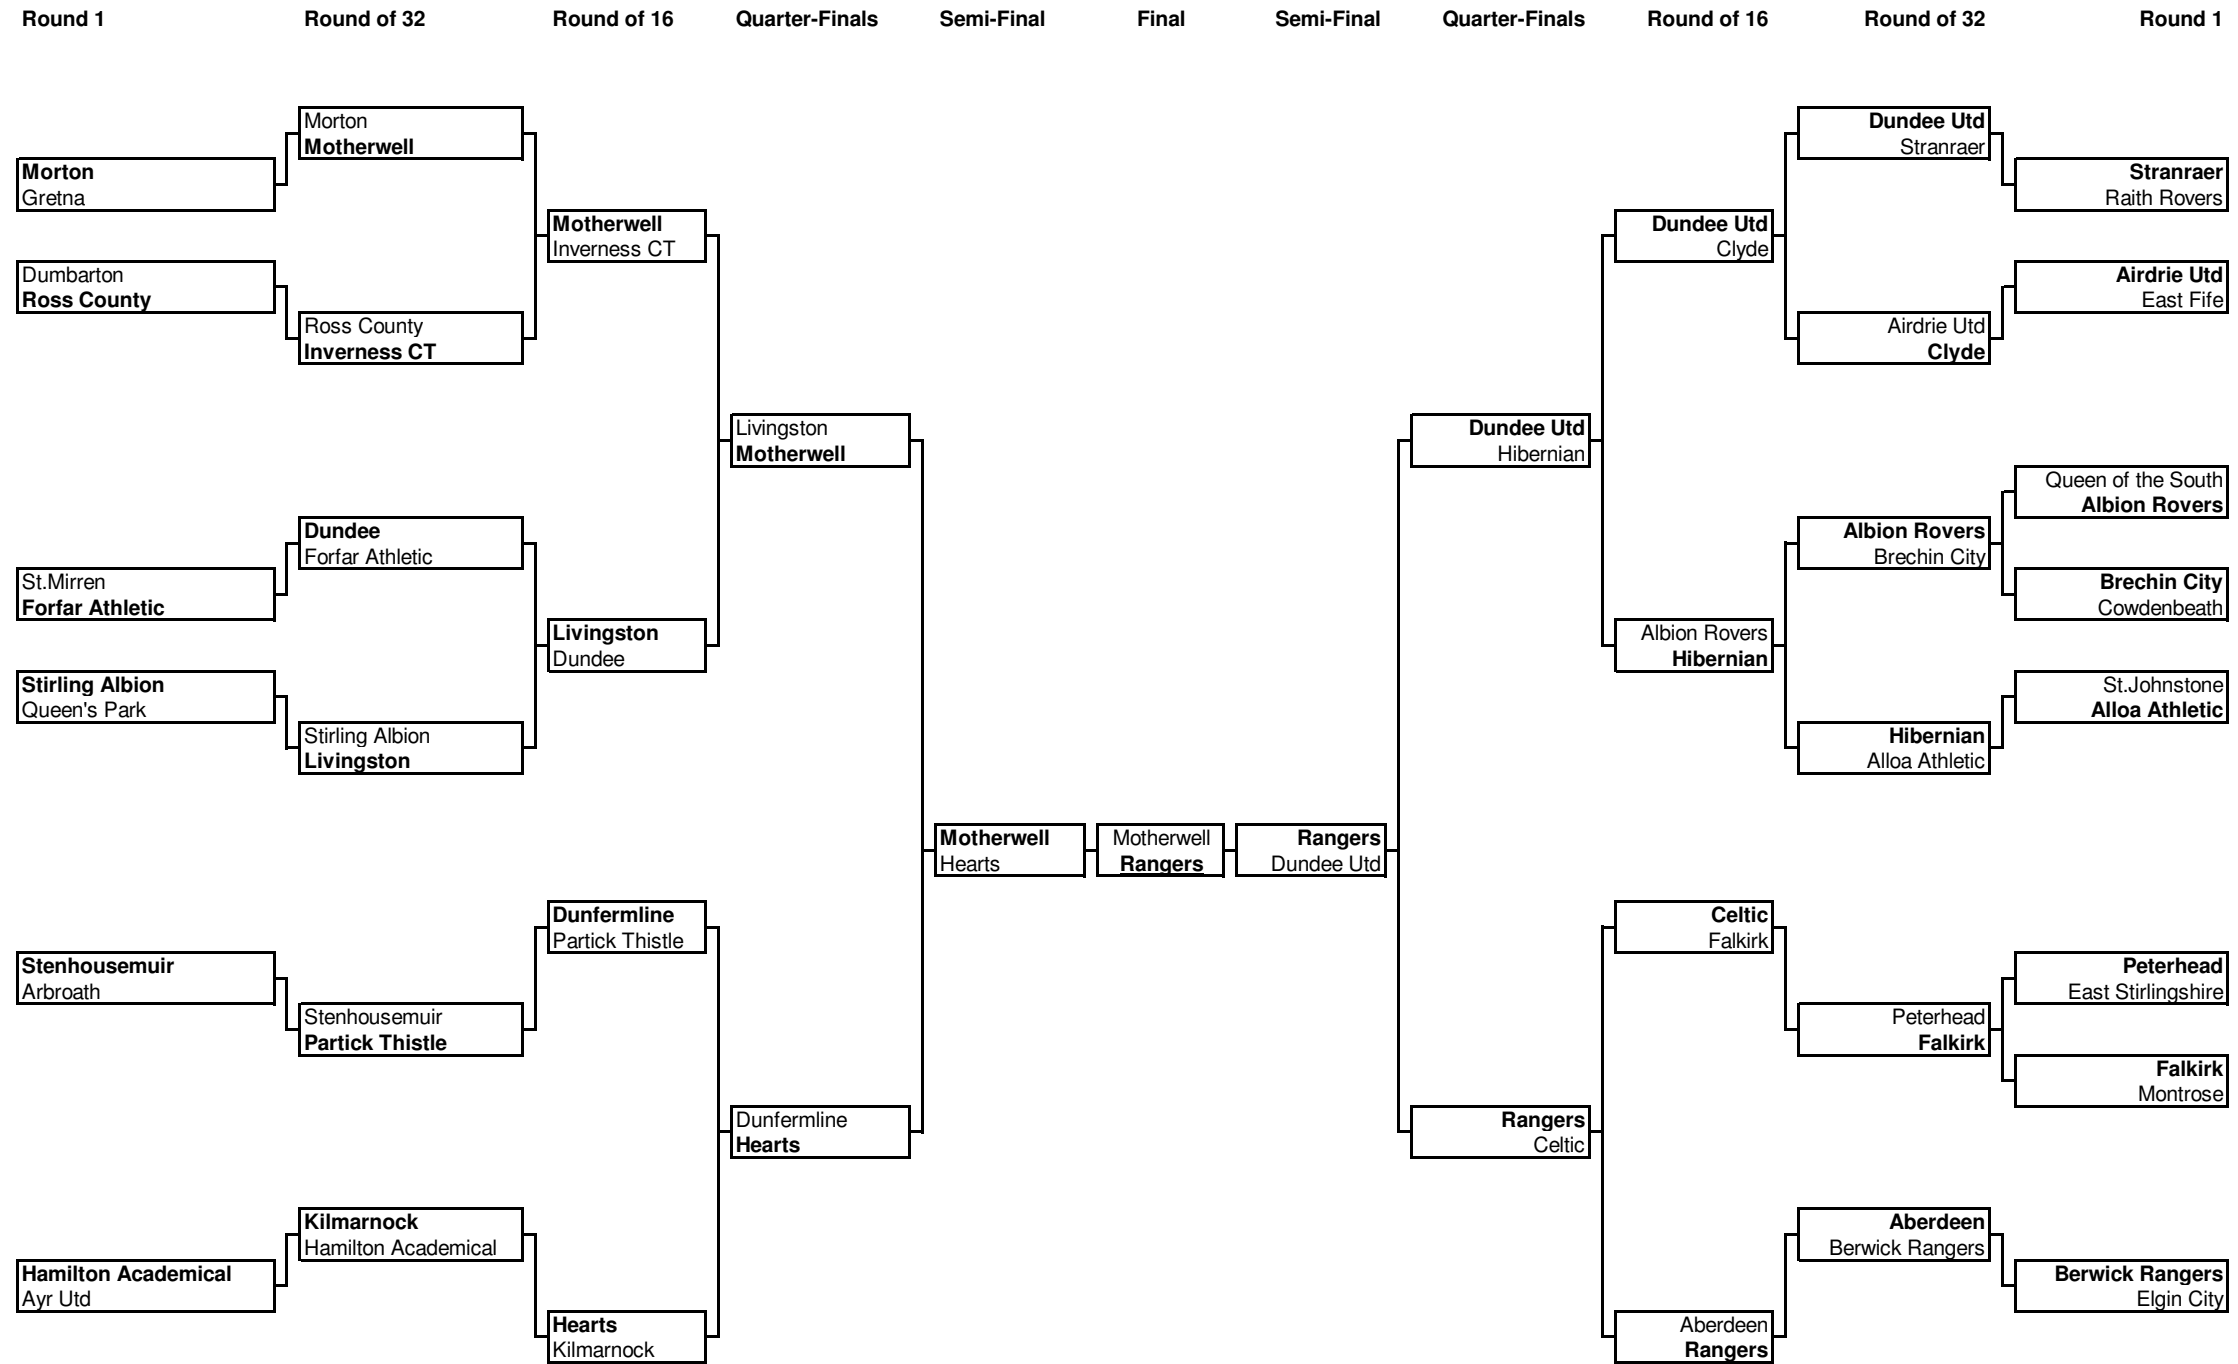 Round 1
Round of 32
Round of 16
Quarter-Finals
Semi-Final
Final
Semi-Final
Quarter-Finals
Round of 16
Round of 32
Round 1
Morton
Gretna
Dumbarton
Ross County
St.Mirren
Forfar Athletic
Stirling Albion
Queen's Park
Stenhousemuir
Arbroath
Hamilton Academical
Ayr Utd
Morton
Motherwell
Ross County
Inverness CT
Dundee
Forfar Athletic
Stirling Albion
Livingston
Stenhousemuir
Partick Thistle
Kilmarnock
Hamilton Academical
Motherwell
Inverness CT
Livingston
Dundee
Dunfermline
Partick Thistle
Hearts
Kilmarnock
Livingston
Motherwell
Dunfermline
Hearts
Motherwell
Hearts
Motherwell
Rangers
Rangers
Dundee Utd
Dundee Utd
Hibernian
Rangers
Celtic
Dundee Utd
Clyde
Albion Rovers
Hibernian
Celtic
Falkirk
Aberdeen
Rangers
Dundee Utd
Stranraer
Airdrie Utd
Clyde
Albion Rovers
Brechin City
Hibernian
Alloa Athletic
Peterhead
Falkirk
Aberdeen
Berwick Rangers
Stranraer
Raith Rovers
Airdrie Utd
East Fife
Queen of the South
Albion Rovers
Brechin City
Cowdenbeath
St.Johnstone
Alloa Athletic
Peterhead
East Stirlingshire
Falkirk
Montrose
Berwick Rangers
Elgin City